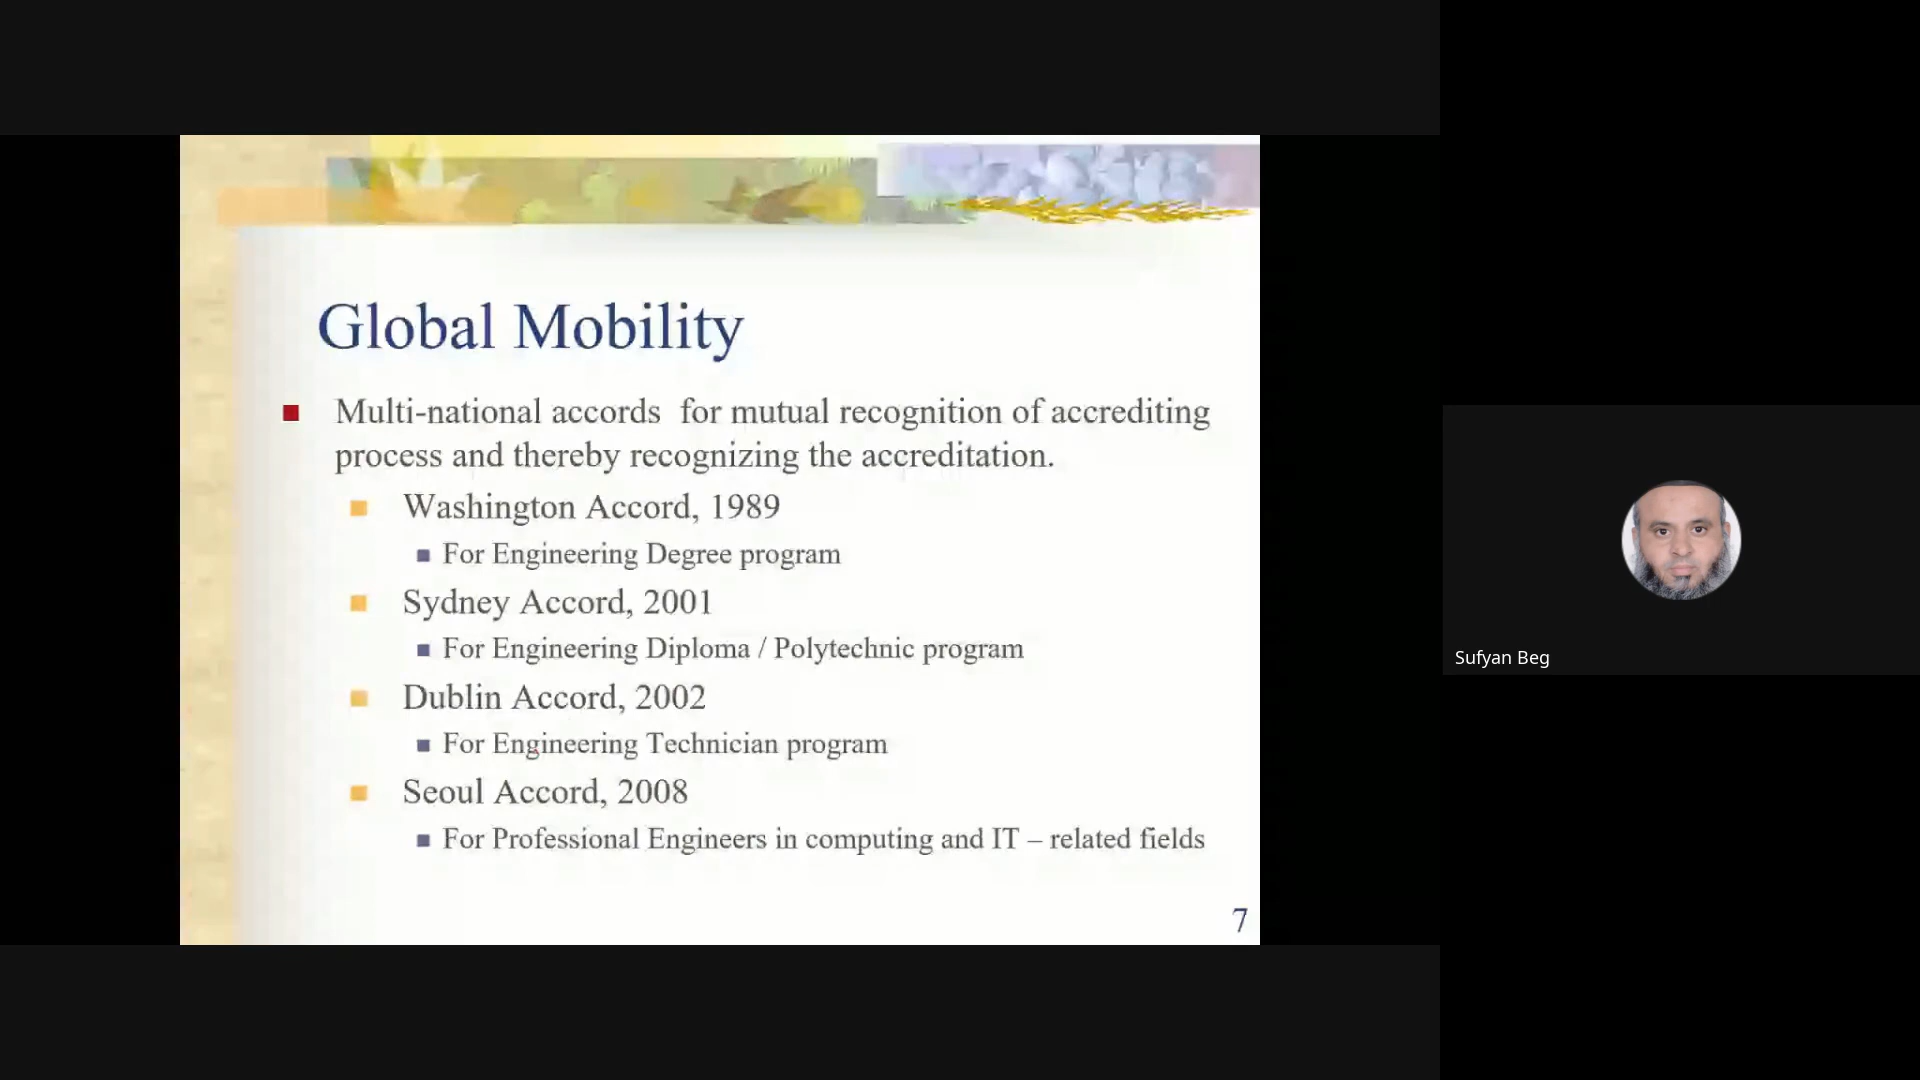 Global Mobility
Multi-national accords for mutual recognition of accrediting
process and thereby recognizing the accreditation.
Washington Accord, 1989
For Engineering Degree program
Sydney Accord, 2001
For Engineering Diploma / Polytechnic program
Dublin Accord, 2002
For Engineering Technician program
Seoul Accord, 2008
For Professional Engineers in computing and IT – related fields
7
Sufyan Beg